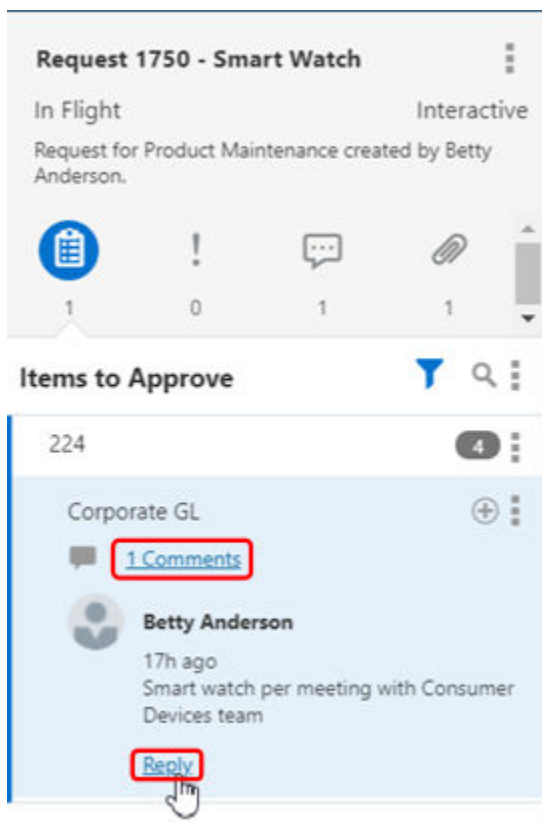 Request 1750 - Smart Watch
In Flight Interactive
Request for Product Maintenance created by Betty
Anderson.
1 0 1 1
Items to Approve
224 4
Corporate GL
1 Comments
Betty Anderson
17h ago
Smart watch per meeting with Consumer
Devices team
Reply